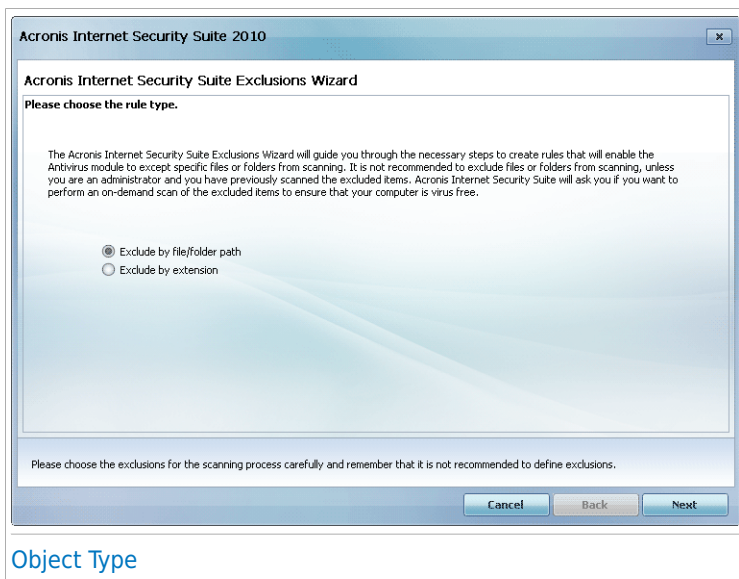 Acronis Internet Security Suite 2010
x
Acronis Internet Security Suite Exclusions Wizard
Please choose the rule type.
The Acronis Internet Security Suite Exclusions Wizard will guide you through the necessary steps to create rules that will enable the
Antivirus module to except specific files or folders from scanning. It is not recommended to exclude files or folders from scanning, unless
you are an administrator and you have previously scanned the excluded items. Acronis Internet Security Suite will ask you if you want to
perform an on-demand scan of the excluded items to ensure that your computer is virus free.
Exclude by file/folder path
Exclude by extension
Please choose the exclusions for the scanning process carefully and remember that it is not recommended to define exclusions.
Cancel Back Next
Object Type